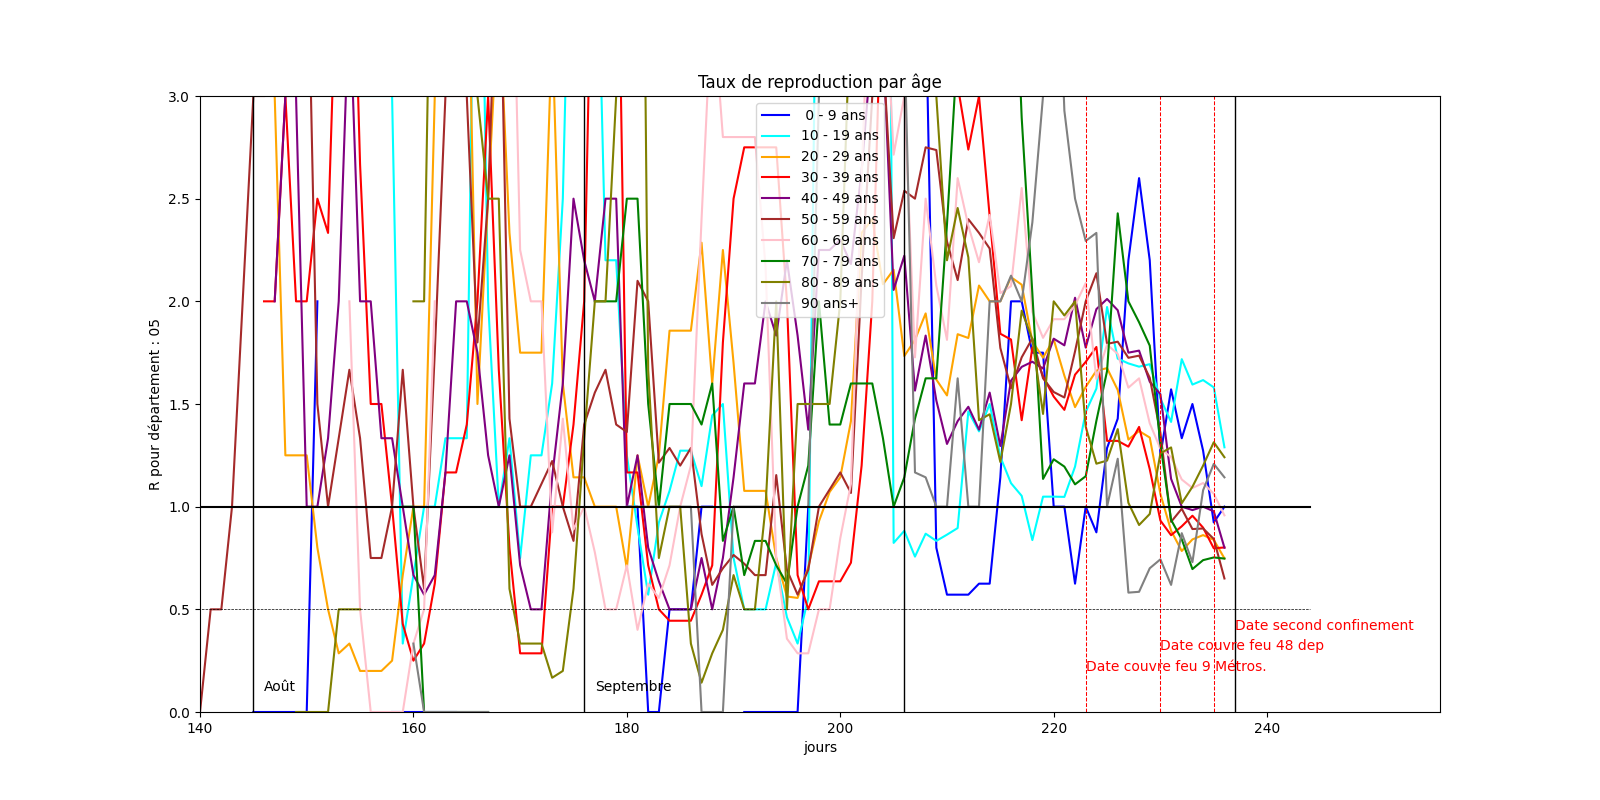 Taux de reproduction par âge
R pour département : 05
3.0
2.5
2.0
1.5
1.0
0.5
0.0
0 - 9 ans
10 - 19 ans
20 - 29 ans
30 - 39 ans
40 - 49 ans
50 - 59 ans
60 - 69 ans
70 - 79 ans
80 - 89 ans
90 ans+
Date second confinement
Date couvre feu 48 dep
Date couvre feu 9 Métros.
Août
Septembre
140
160
180
200
220
240
jours